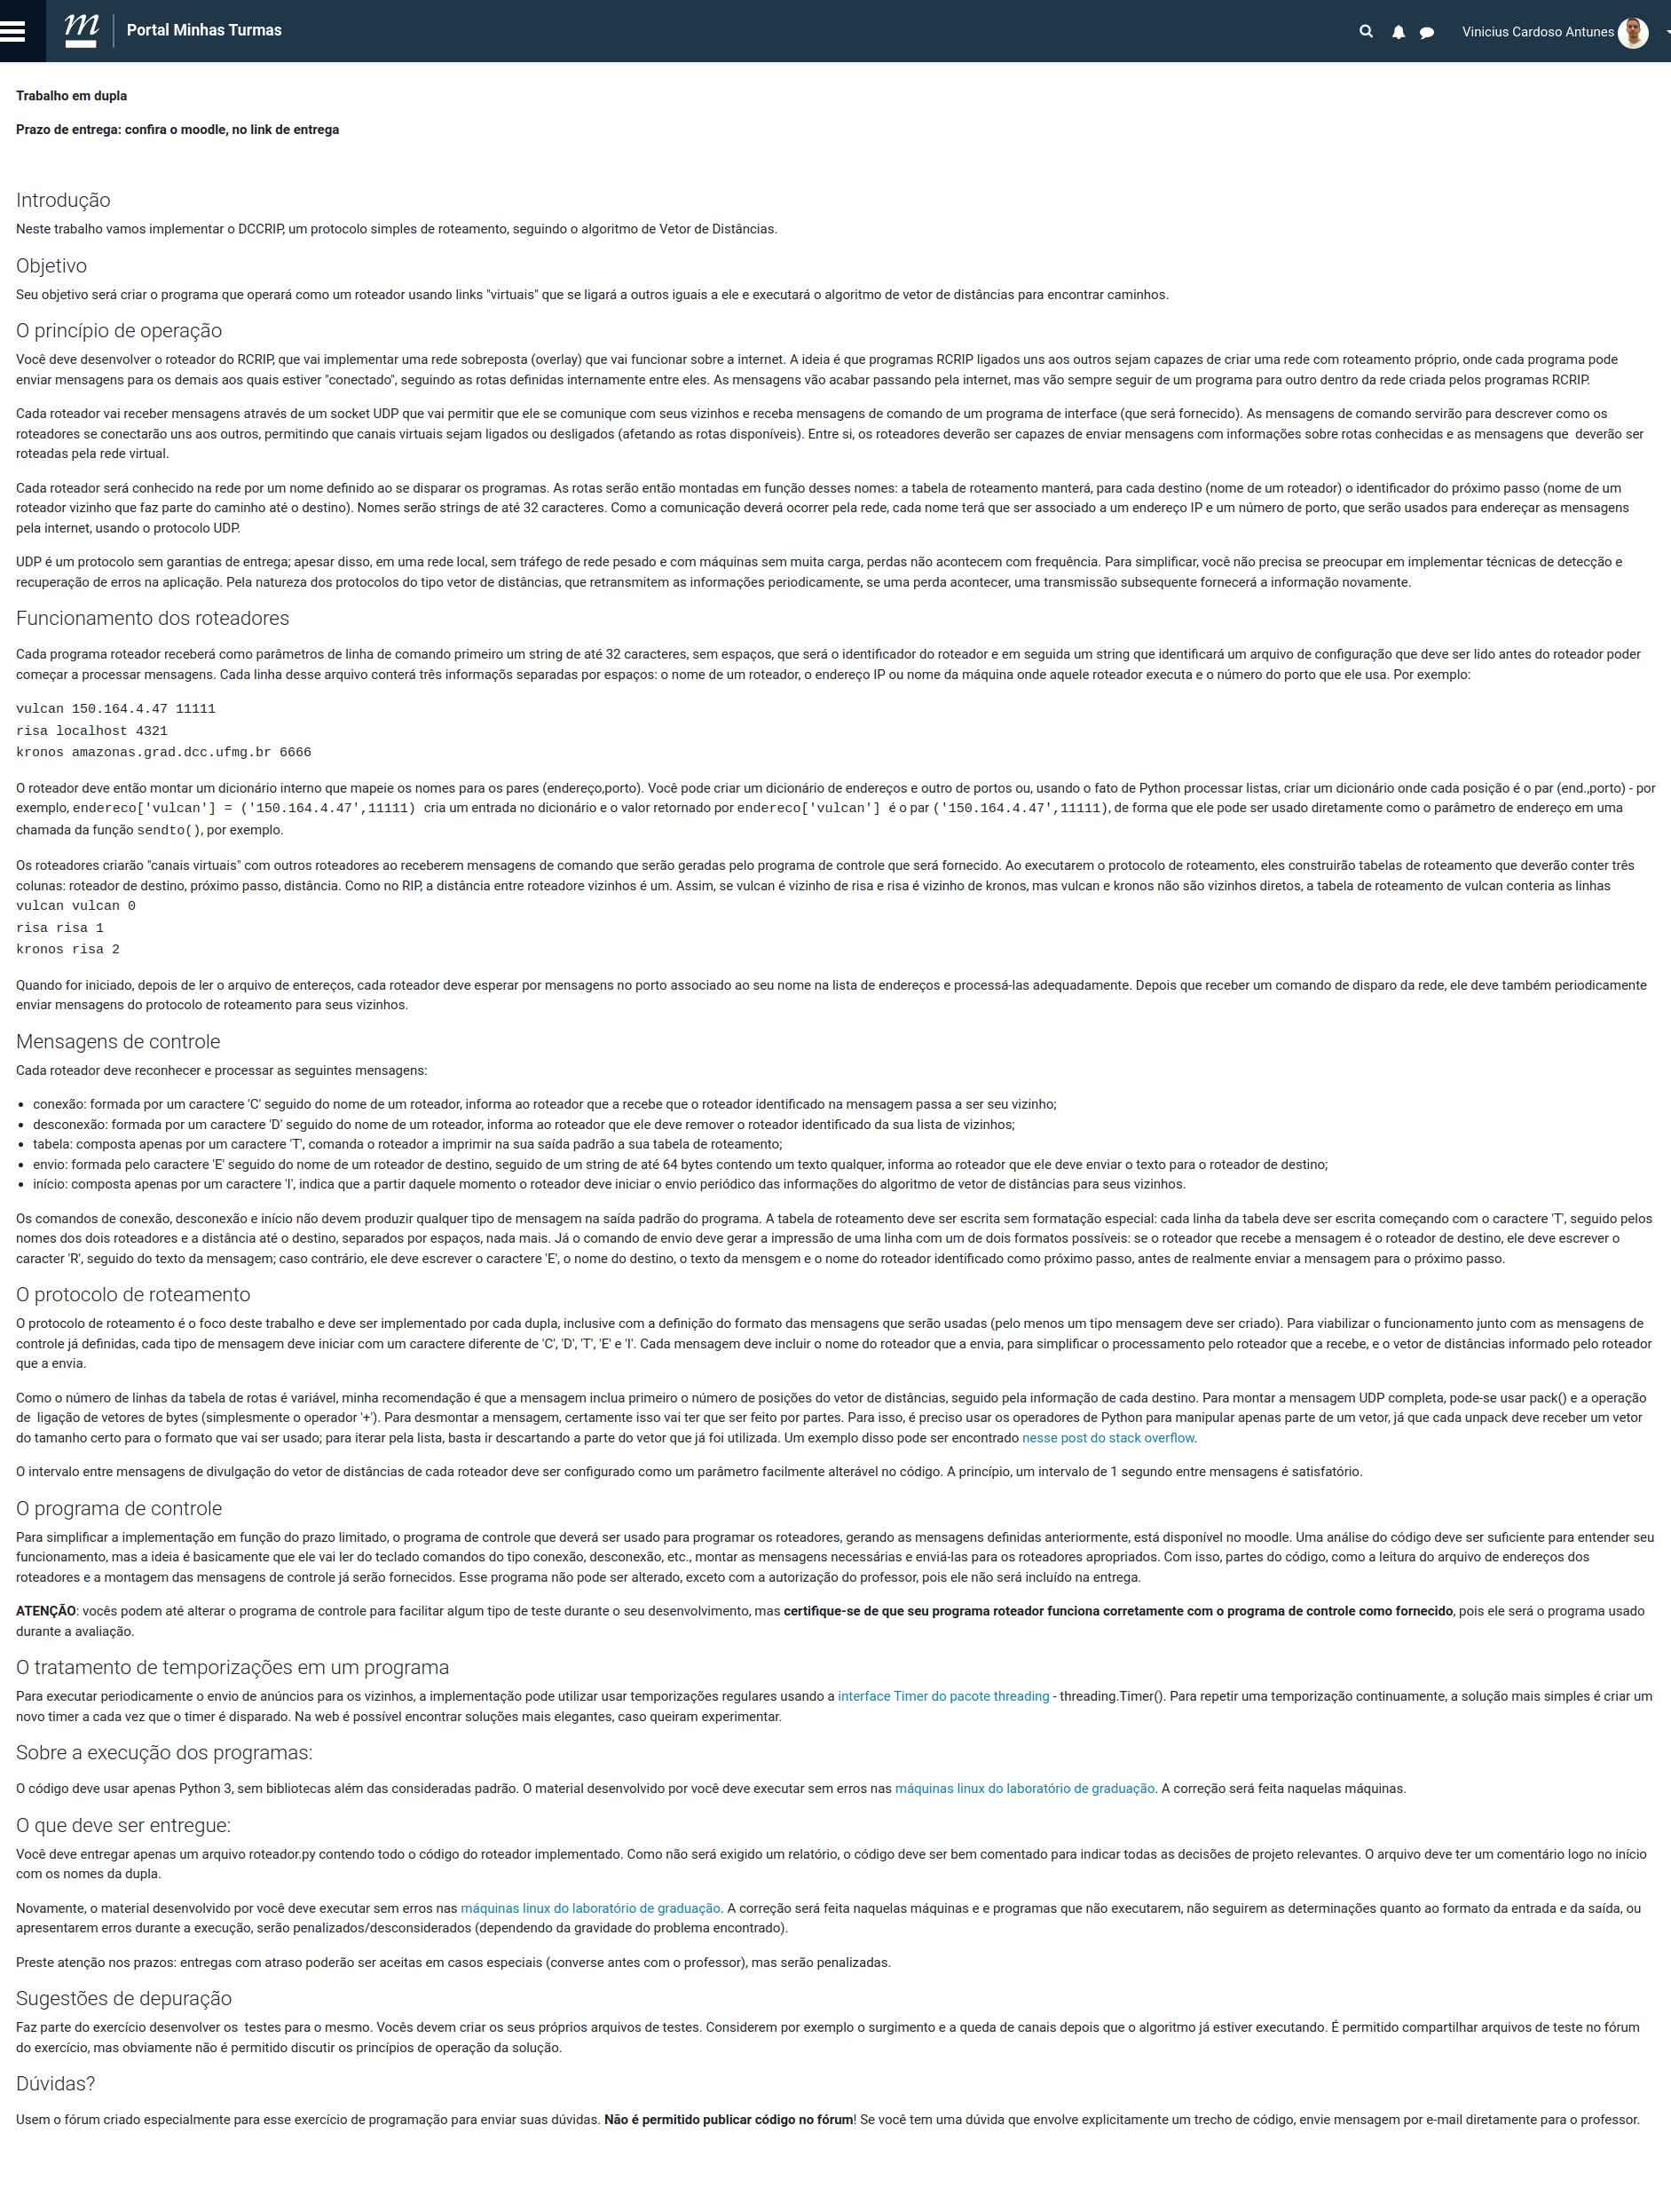 m Portal Minhas Turmas Vinicius Cardoso Antunes
Trabalho em dupla
Prazo de entrega: confira o moodle, no link de entrega
Introdução
Neste trabalho vamos implementar o DCCRIP, um protocolo simples de roteamento, seguindo o algoritmo de Vetor de Distâncias.
Objetivo
Seu objetivo será criar o programa que operará como um roteador usando links "virtuais" que se ligará a outros iguais a ele e executará o algoritmo de vetor de distâncias para encontrar caminhos.
O princípio de operação
Você deve desenvolver o roteador do RCRIP, que vai implementar uma rede sobreposta (overlay) que vai funcionar sobre a internet. A ideia é que programas RCRIP ligados uns aos outros sejam capazes de criar uma rede com roteamento próprio, onde cada programa pode
enviar mensagens para os demais aos quais estiver "conectado", seguindo as rotas definidas internamente entre eles. As mensagens vão acabar passando pela internet, mas vão sempre seguir de um programa para outro dentro da rede criada pelos programas RCRIP.
Cada roteador vai receber mensagens através de um socket UDP que vai permitir que ele se comunique com seus vizinhos e receba mensagens de comando de um programa de interface (que será fornecido). As mensagens de comando servirão para descrever como os
roteadores se conectarão uns aos outros, permitindo que canais virtuais sejam ligados ou desligados (afetando as rotas disponíveis). Entre si, os roteadores deverão ser capazes de enviar mensagens com informações sobre rotas conhecidas e as mensagens que deverão ser
roteadas pela rede virtual.
Cada roteador será conhecido na rede por um nome definido ao se disparar os programas. As rotas serão então montadas em função desses nomes: a tabela de roteamento manterá, para cada destino (nome de um roteador) o identificador do próximo passo (nome de um
roteador vizinho que faz parte do caminho até o destino). Nomes serão strings de até 32 caracteres. Como a comunicação deverá ocorrer pela rede, cada nome terá que ser associado a um endereço IP e um número de porto, que serão usados para endereçar as mensagens
pela internet, usando o protocolo UDP.
UDP é um protocolo sem garantias de entrega; apesar disso, em uma rede local, sem tráfego de rede pesado e com máquinas sem muita carga, perdas não acontecem com frequência. Para simplificar, você não precisa se preocupar em implementar técnicas de detecção e
recuperação de erros na aplicação. Pela natureza dos protocolos do tipo vetor de distâncias, que retransmitem as informações periodicamente, se uma perda acontecer, uma transmissão subsequente fornecerá a informação novamente.
Funcionamento dos roteadores
Cada programa roteador receberá como parâmetros de linha de comando primeiro um string de até 32 caracteres, sem espaços, que será o identificador do roteador e em seguida um string que identificará um arquivo de configuração que deve ser lido antes do roteador poder
começar a processar mensagens. Cada linha desse arquivo conterá três informaçõs separadas por espaços: o nome de um roteador, o endereço IP ou nome da máquina onde aquele roteador executa e o número do porto que ele usa. Por exemplo:
vulcan 150.164.4.47 11111
risa localhost 4321
kronos amazonas.grad.dcc.ufmg.br 6666
O roteador deve então montar um dicionário interno que mapeie os nomes para os pares (endereço,porto). Você pode criar um dicionário de endereços e outro de portos ou, usando o fato de Python processar listas, criar um dicionário onde cada posição é o par (end.,porto) - por
exemplo, endereco['vulcan'] = ('150.164.4.47',11111) cria um entrada no dicionário e o valor retornado por endereco['vulcan'] é o par ('150.164.4.47',11111), de forma que ele pode ser usado diretamente como o parâmetro de endereço em uma
chamada da função sendto(), por exemplo.
Os roteadores criarão "canais virtuais" com outros roteadores ao receberem mensagens de comando que serão geradas pelo programa de controle que será fornecido. Ao executarem o protocolo de roteamento, eles construirão tabelas de roteamento que deverão conter três
colunas: roteador de destino, próximo passo, distância. Como no RIP, a distância entre roteadore vizinhos é um. Assim, se vulcan é vizinho de risa e risa é vizinho de kronos, mas vulcan e kronos não são vizinhos diretos, a tabela de roteamento de vulcan conteria as linhas
vulcan vulcan 0
risa risa 1
kronos risa 2
Quando for iniciado, depois de ler o arquivo de entereços, cada roteador deve esperar por mensagens no porto associado ao seu nome na lista de endereços e processá-las adequadamente. Depois que receber um comando de disparo da rede, ele deve também periodicamente
enviar mensagens do protocolo de roteamento para seus vizinhos.
Mensagens de controle
Cada roteador deve reconhecer e processar as seguintes mensagens:
• conexão: formada por um caractere 'C' seguido do nome de um roteador, informa ao roteador que a recebe que o roteador identificado na mensagem passa a ser seu vizinho;
• desconexão: formada por um caractere 'D' seguido do nome de um roteador, informa ao roteador que ele deve remover o roteador identificado da sua lista de vizinhos;
• tabela: composta apenas por um caractere 'T', comanda o roteador a imprimir na sua saída padrão a sua tabela de roteamento;
• envio: formada pelo caractere 'E' seguido do nome de um roteador de destino, seguido de um string de até 64 bytes contendo um texto qualquer, informa ao roteador que ele deve enviar o texto para o roteador de destino;
• início: composta apenas por um caractere 'I', indica que a partir daquele momento o roteador deve iniciar o envio periódico das informações do algoritmo de vetor de distâncias para seus vizinhos.
Os comandos de conexão, desconexão e início não devem produzir qualquer tipo de mensagem na saída padrão do programa. A tabela de roteamento deve ser escrita sem formatação especial: cada linha da tabela deve ser escrita começando com o caractere 'T', seguido pelos
nomes dos dois roteadores e a distância até o destino, separados por espaços, nada mais. Já o comando de envio deve gerar a impressão de uma linha com um de dois formatos possíveis: se o roteador que recebe a mensagem é o roteador de destino, ele deve escrever o
caracter 'R', seguido do texto da mensagem; caso contrário, ele deve escrever o caractere 'E', o nome do destino, o texto da mensgem e o nome do roteador identificado como próximo passo, antes de realmente enviar a mensagem para o próximo passo.
O protocolo de roteamento
O protocolo de roteamento é o foco deste trabalho e deve ser implementado por cada dupla, inclusive com a definição do formato das mensagens que serão usadas (pelo menos um tipo mensagem deve ser criado). Para viabilizar o funcionamento junto com as mensagens de
controle já definidas, cada tipo de mensagem deve iniciar com um caractere diferente de 'C', 'D', 'T', 'E' e 'I'. Cada mensagem deve incluir o nome do roteador que a envia, para simplificar o processamento pelo roteador que a recebe, e o vetor de distâncias informado pelo roteador
que a envia.
Como o número de linhas da tabela de rotas é variável, minha recomendação é que a mensagem inclua primeiro o número de posições do vetor de distâncias, seguido pela informação de cada destino. Para montar a mensagem UDP completa, pode-se usar pack() e a operação
de ligação de vetores de bytes (simplesmente o operador '+'). Para desmontar a mensagem, certamente isso vai ter que ser feito por partes. Para isso, é preciso usar os operadores de Python para manipular apenas parte de um vetor, já que cada unpack deve receber um vetor
do tamanho certo para o formato que vai ser usado; para iterar pela lista, basta ir descartando a parte do vetor que já foi utilizada. Um exemplo disso pode ser encontrado nesse post do stack overflow.
O intervalo entre mensagens de divulgação do vetor de distâncias de cada roteador deve ser configurado como um parâmetro facilmente alterável no código. A princípio, um intervalo de 1 segundo entre mensagens é satisfatório.
O programa de controle
Para simplificar a implementação em função do prazo limitado, o programa de controle que deverá ser usado para programar os roteadores, gerando as mensagens definidas anteriormente, está disponível no moodle. Uma análise do código deve ser suficiente para entender seu
funcionamento, mas a ideia é basicamente que ele vai ler do teclado comandos do tipo conexão, desconexão, etc., montar as mensagens necessárias e enviá-las para os roteadores apropriados. Com isso, partes do código, como a leitura do arquivo de endereços dos
roteadores e a montagem das mensagens de controle já serão fornecidos. Esse programa não pode ser alterado, exceto com a autorização do professor, pois ele não será incluído na entrega.
ATENÇÃO: vocês podem até alterar o programa de controle para facilitar algum tipo de teste durante o seu desenvolvimento, mas certifique-se de que seu programa roteador funciona corretamente com o programa de controle como fornecido, pois ele será o programa usado
durante a avaliação.
O tratamento de temporizações em um programa
Para executar periodicamente o envio de anúncios para os vizinhos, a implementação pode utilizar usar temporizações regulares usando a interface Timer do pacote threading - threading.Timer(). Para repetir uma temporização continuamente, a solução mais simples é criar um
novo timer a cada vez que o timer é disparado. Na web é possível encontrar soluções mais elegantes, caso queiram experimentar.
Sobre a execução dos programas:
O código deve usar apenas Python 3, sem bibliotecas além das consideradas padrão. O material desenvolvido por você deve executar sem erros nas máquinas linux do laboratório de graduação. A correção será feita naquelas máquinas.
O que deve ser entregue:
Você deve entregar apenas um arquivo roteador.py contendo todo o código do roteador implementado. Como não será exigido um relatório, o código deve ser bem comentado para indicar todas as decisões de projeto relevantes. O arquivo deve ter um comentário logo no início
com os nomes da dupla.
Novamente, o material desenvolvido por você deve executar sem erros nas máquinas linux do laboratório de graduação. A correção será feita naquelas máquinas e e programas que não executarem, não seguirem as determinações quanto ao formato da entrada e da saída, ou
apresentarem erros durante a execução, serão penalizados/desconsiderados (dependendo da gravidade do problema encontrado).
Preste atenção nos prazos: entregas com atraso poderão ser aceitas em casos especiais (converse antes com o professor), mas serão penalizadas.
Sugestões de depuração
Faz parte do exercício desenvolver os testes para o mesmo. Vocês devem criar os seus próprios arquivos de testes. Considerem por exemplo o surgimento e a queda de canais depois que o algoritmo já estiver executando. É permitido compartilhar arquivos de teste no fórum
do exercício, mas obviamente não é permitido discutir os princípios de operação da solução.
Dúvidas?
Usem o fórum criado especialmente para esse exercício de programação para enviar suas dúvidas. Não é permitido publicar código no fórum! Se você tem uma dúvida que envolve explicitamente um trecho de código, envie mensagem por e-mail diretamente para o professor.